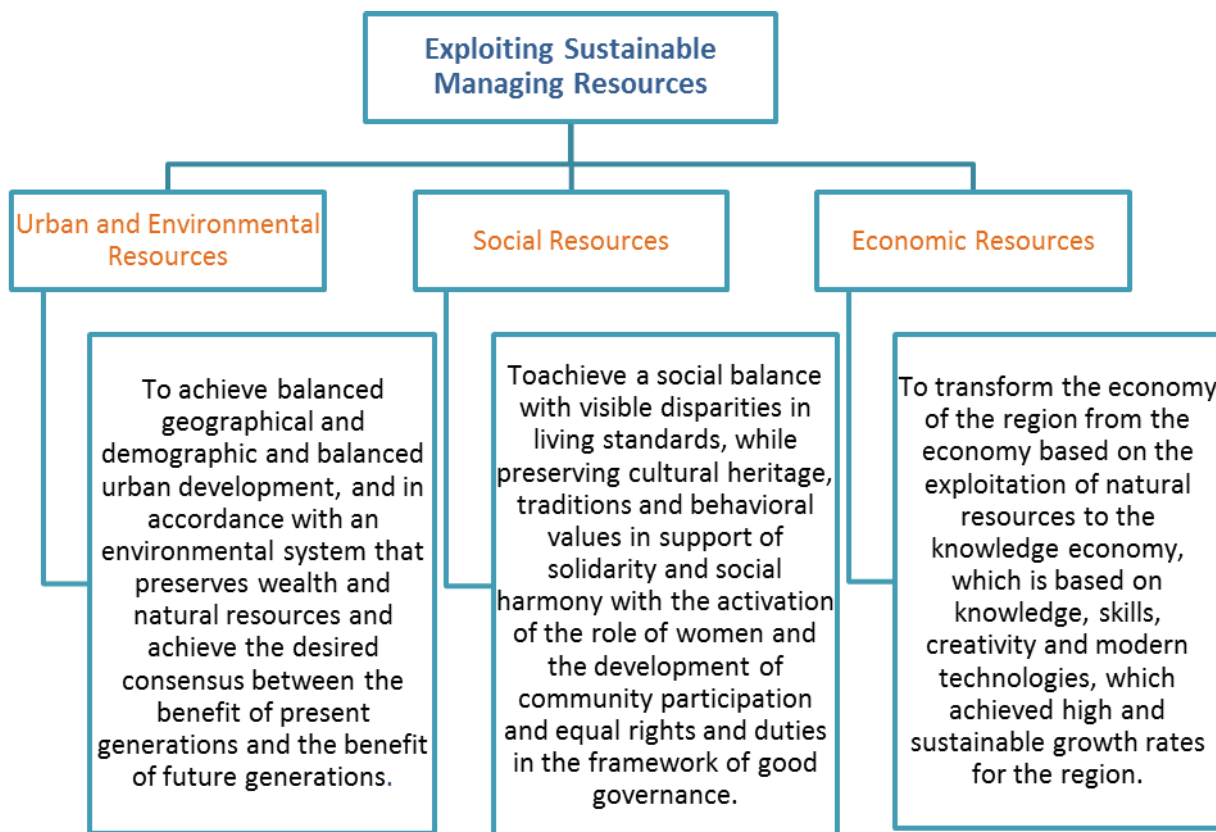 Exploiting Sustainable
Managing Resources
Urban and Environmental
Resources
To achieve balanced
geographical and
demographic and balanced
urban development, and in
accordance with an
environmental system that
preserves wealth and
natural resources and
achieve the desired
consensus between the
benefit of present
generations and the benefit
of future generations.
Social Resources
Toachieve a social balance
with visible disparities in
living standards, while
preserving cultural heritage,
traditions and behavioral
values in support of
solidarity and social
harmony with the activation
of the role of women and
the development of
community participation
and equal rights and duties
in the framework of good
governance.
Economic Resources
To transform the economy
of the region from the
economy based on the
exploitation of natural
resources to the
knowledge economy,
which is based on
knowledge, skills,
creativity and modern
technologies, which
achieved high and
sustainable growth rates
for the region.